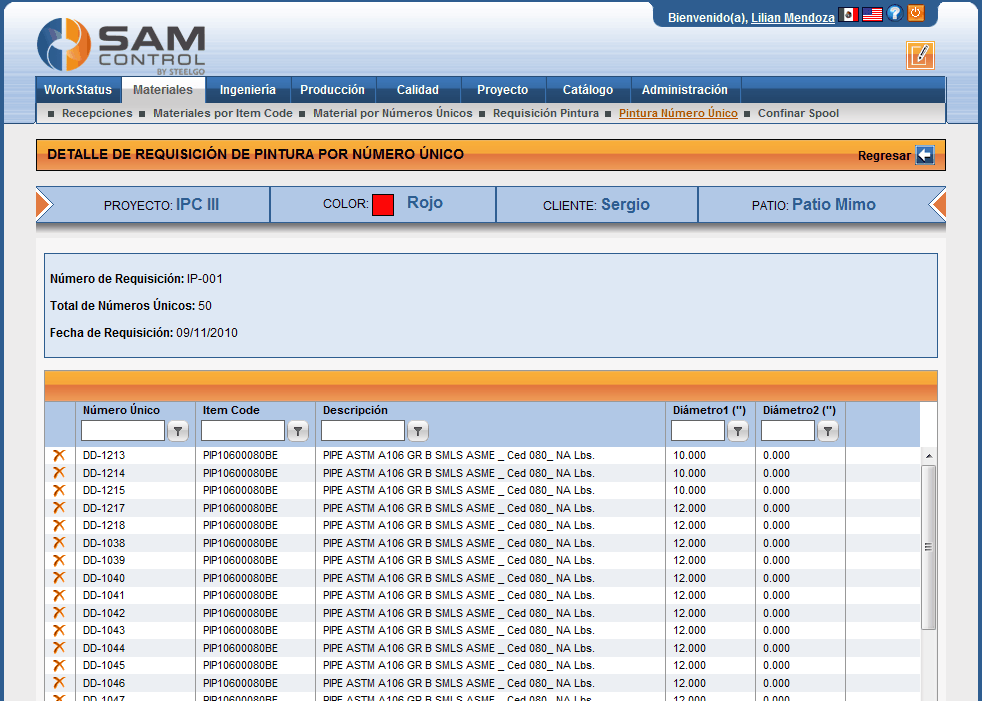 Bienvenido(a), Lilian Mendoza
SAM
CONTROL
BY STEELGO
WorkStatus Materiales Ingeniería Producción Calidad Proyecto Catálogo Administración
Recepciones Materiales por Item Code Material por Números Únicos Requisición Pintura Pintura Número Único Confinar Spool
DETALLE DE REQUISICIÓN DE PINTURA POR NÚMERO ÚNICO Regresar
PROYECTO: IPC III COLOR: Rojo CLIENTE: Sergio PATIO: Patio Mimo
Número de Requisición: IP-001
Total de Números Únicos: 50
Fecha de Requisición: 09/11/2010
Número Único Item Code Descripción Diámetro1 (") Diámetro2 (")
DD-1213 PIP10600080BE PIPE ASTM A106 GR B SMLS ASME _ Ced 080_ NA Lbs. 10.000 0.000
DD-1214 PIP10600080BE PIPE ASTM A106 GR B SMLS ASME _ Ced 080_ NA Lbs. 10.000 0.000
DD-1215 PIP10600080BE PIPE ASTM A106 GR B SMLS ASME _ Ced 080_ NA Lbs. 10.000 0.000
DD-1217 PIP10600080BE PIPE ASTM A106 GR B SMLS ASME _ Ced 080_ NA Lbs. 12.000 0.000
DD-1218 PIP10600080BE PIPE ASTM A106 GR B SMLS ASME _ Ced 080_ NA Lbs. 12.000 0.000
DD-1038 PIP10600080BE PIPE ASTM A106 GR B SMLS ASME _ Ced 080_ NA Lbs. 12.000 0.000
DD-1039 PIP10600080BE PIPE ASTM A106 GR B SMLS ASME _ Ced 080_ NA Lbs. 12.000 0.000
DD-1040 PIP10600080BE PIPE ASTM A106 GR B SMLS ASME _ Ced 080_ NA Lbs. 12.000 0.000
DD-1041 PIP10600080BE PIPE ASTM A106 GR B SMLS ASME _ Ced 080_ NA Lbs. 12.000 0.000
DD-1042 PIP10600080BE PIPE ASTM A106 GR B SMLS ASME _ Ced 080_ NA Lbs. 12.000 0.000
DD-1043 PIP10600080BE PIPE ASTM A106 GR B SMLS ASME _ Ced 080_ NA Lbs. 12.000 0.000
DD-1044 PIP10600080BE PIPE ASTM A106 GR B SMLS ASME _ Ced 080_ NA Lbs. 12.000 0.000
DD-1045 PIP10600080BE PIPE ASTM A106 GR B SMLS ASME _ Ced 080_ NA Lbs. 12.000 0.000
DD-1046 PIP10600080BE PIPE ASTM A106 GR B SMLS ASME _ Ced 080_ NA Lbs. 12.000 0.000
DD-1047 PIP10600080BE PIPE ASTM A106 GR B SMLS ASME _ Ced 080_ NA Lbs. 12.000 0.000